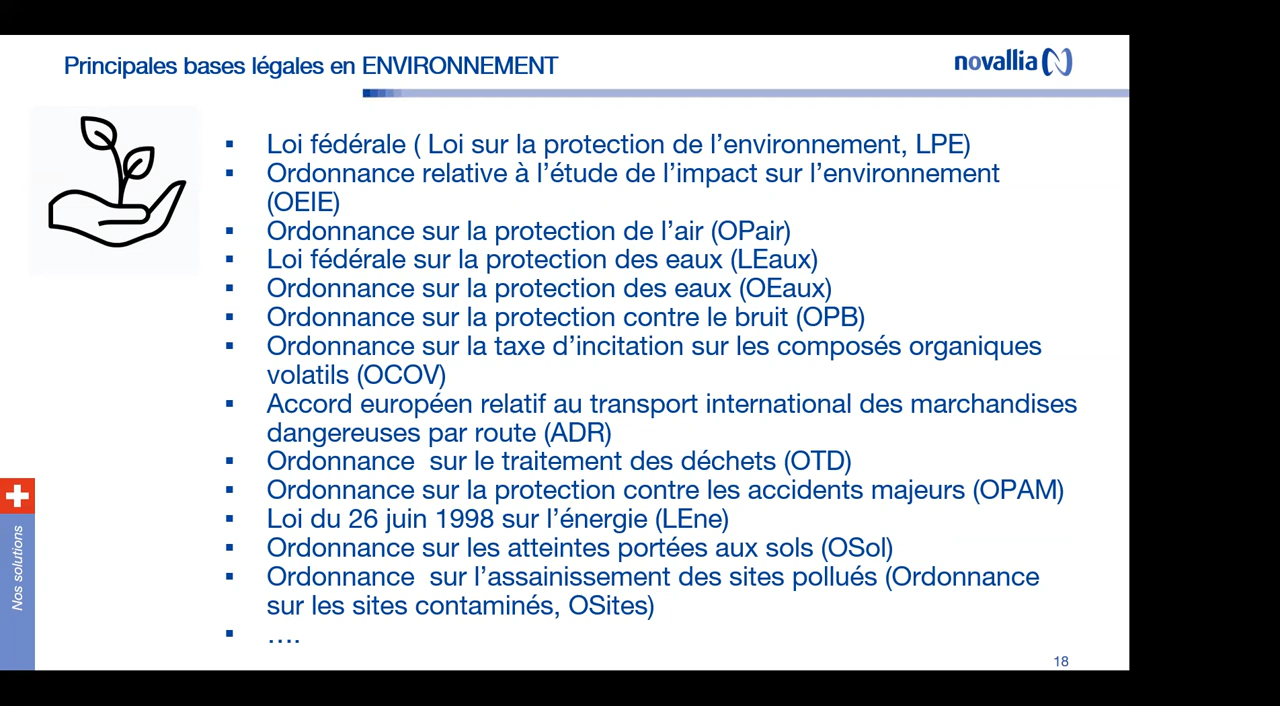 Principales bases légales en ENVIRONNEMENT
novallia
▪ Loi fédérale ( Loi sur la protection de l’environnement, LPE)
▪ Ordonnance relative à l’étude de l’impact sur l’environnement
(OEIE)
▪ Ordonnance sur la protection de l’air (OPair)
▪ Loi fédérale sur la protection des eaux (LEaux)
▪ Ordonnance sur la protection des eaux (OEaux)
▪ Ordonnance sur la protection contre le bruit (OPB)
▪ Ordonnance sur la taxe d’incitation sur les composés organiques
volatils (OCOV)
▪ Accord européen relatif au transport international des marchandises
dangereuses par route (ADR)
▪ Ordonnance  sur le traitement des déchets (OTD)
▪ Ordonnance sur la protection contre les accidents majeurs (OPAM)
▪ Loi du 26 juin 1998 sur l’énergie (LEne)
▪ Ordonnance sur les atteintes portées aux sols (OSol)
▪ Ordonnance  sur l’assainissement des sites pollués (Ordonnance
sur les sites contaminés, OSites)
▪ ….
Nos solutions
18